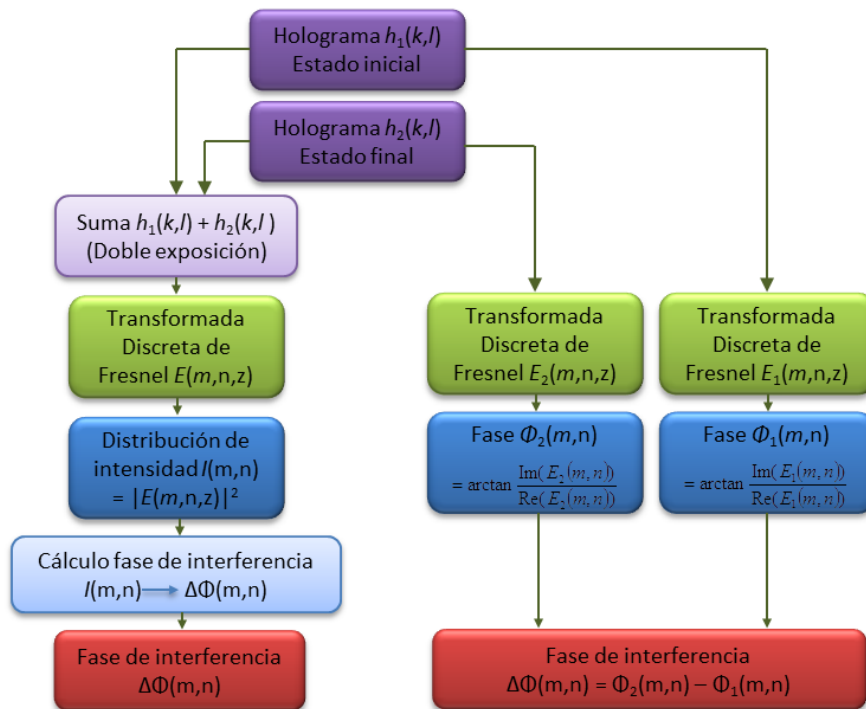 Holograma h₁(k,l)
Estado inicial
Holograma h₂(k,l)
Estado final
Suma h₁(k,l) + h₂(k,l )
(Doble exposición)
Transformada
Discreta de
Fresnel E(m,n,z)
Transformada
Discreta de
Fresnel E₂(m,n,z)
Transformada
Discreta de
Fresnel E₁(m,n,z)
Distribución de
intensidad I(m,n)
= |E(m,n,z)|²
Fase Φ₂(m,n)
= arctan Im(E₂(m,n)) / Re(E₂(m,n))
Fase Φ₁(m,n)
= arctan Im(E₁(m,n)) / Re(E₁(m,n))
Cálculo fase de interferencia
I(m,n) → ΔΦ(m,n)
Fase de interferencia
ΔΦ(m,n)
Fase de interferencia
ΔΦ(m,n) = Φ₂(m,n) – Φ₁(m,n)